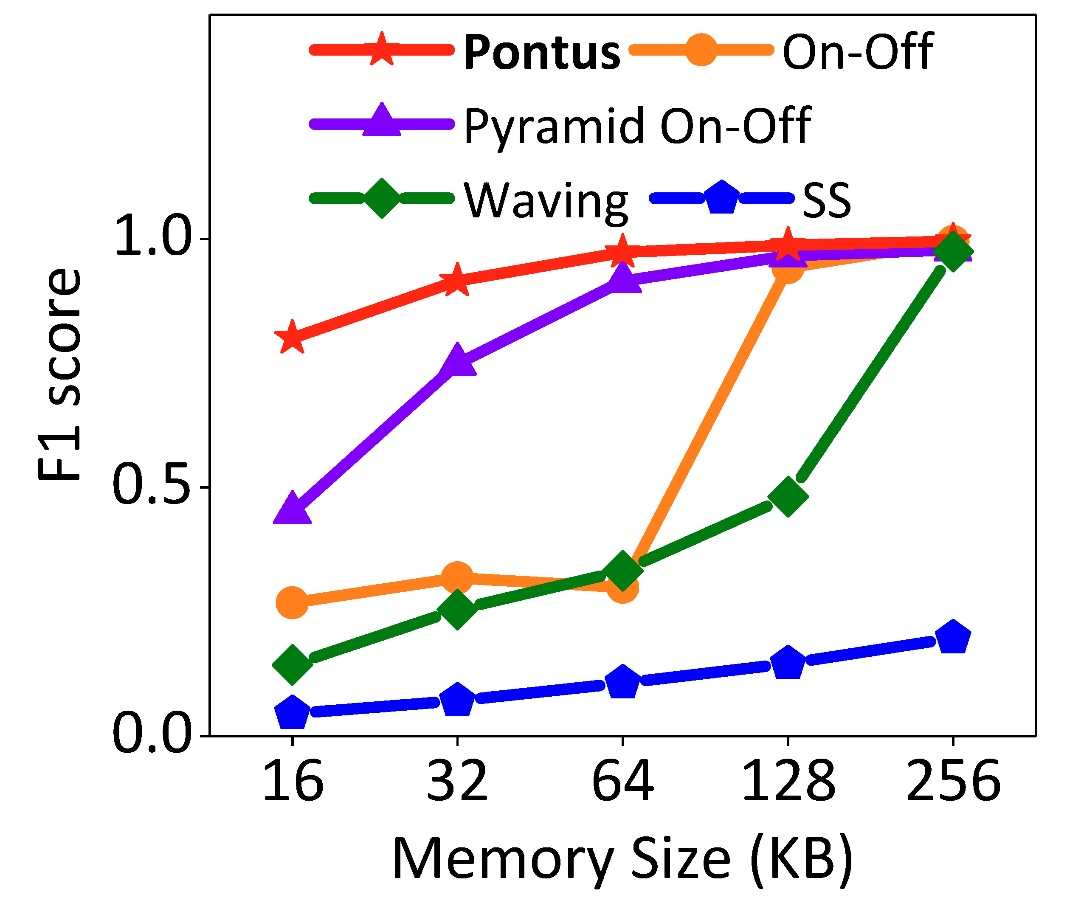 Pontus On-Off
Pyramid On-Off
Waving SS
1.0
0.5
0.0
F1 score
16 32 64 128 256
Memory Size (KB)